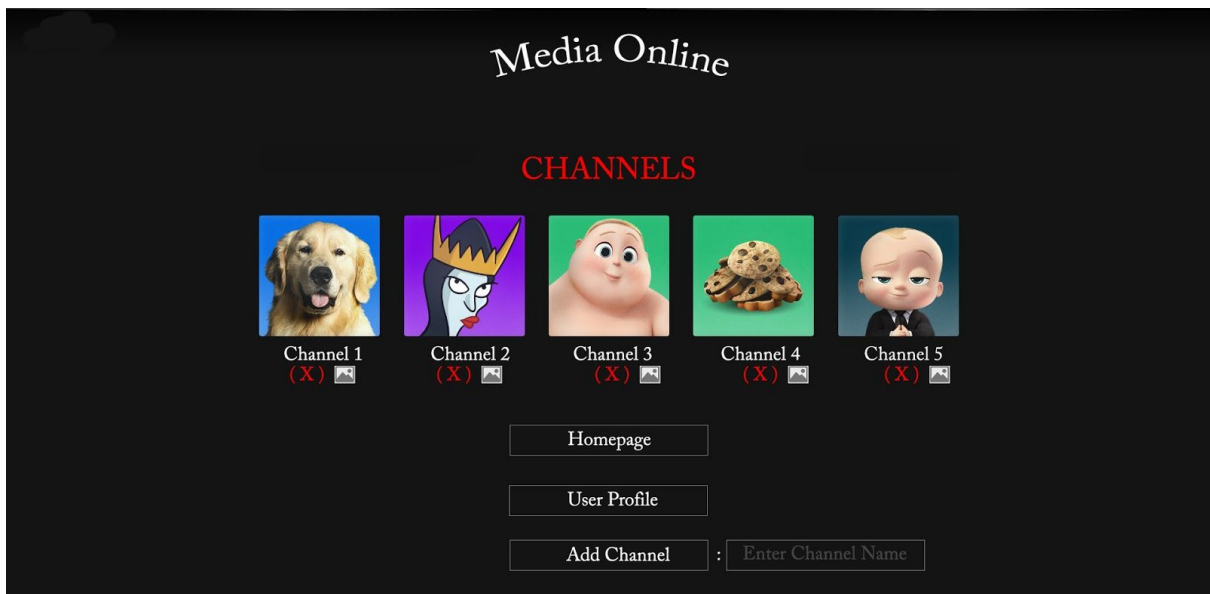 Media Online
CHANNELS
Channel 1 Channel 2 Channel 3 Channel 4 Channel 5
(X) (X) (X) (X) (X)
Homepage
User Profile
Add Channel : Enter Channel Name